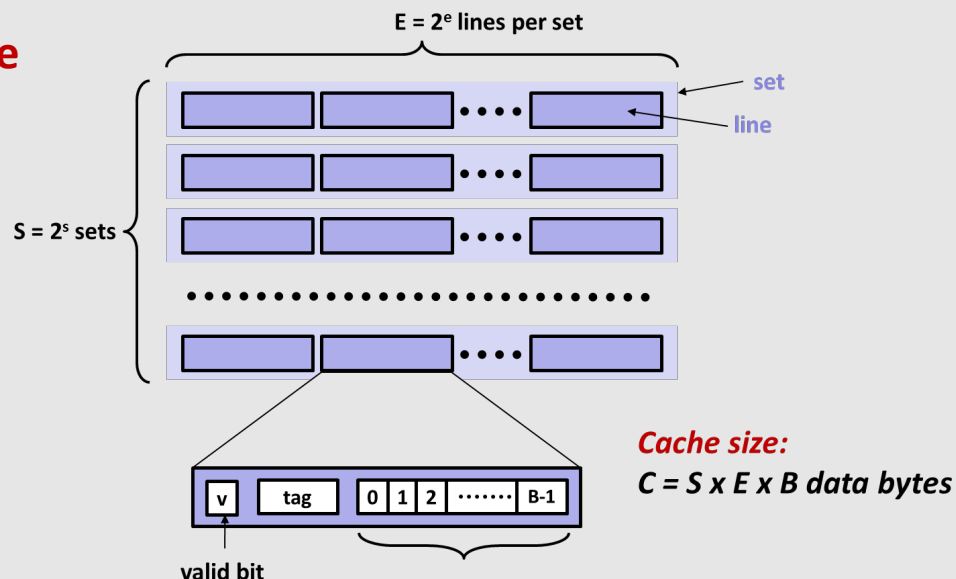 E = 2ᵉ lines per set
e
set
line
S = 2ˢ sets
Cache size:
C = S x E x B data bytes
v
tag
0 1 2 ....... B-1
valid bit